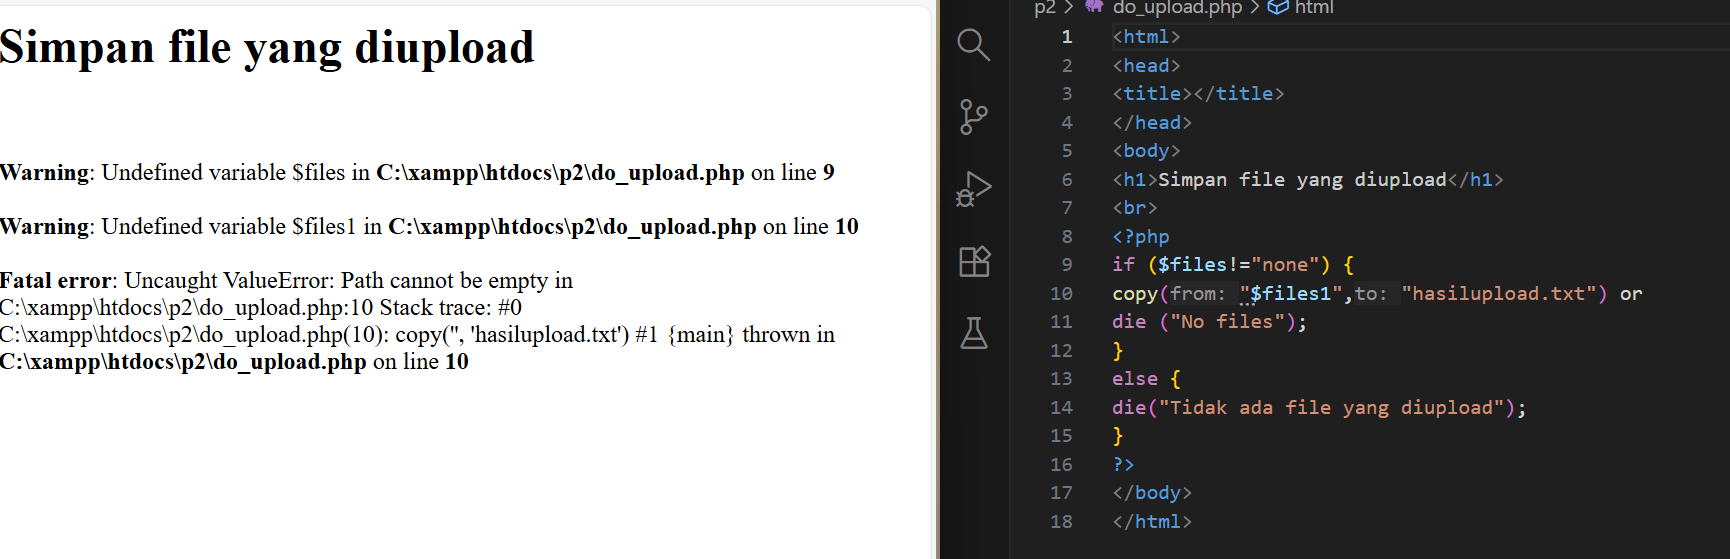 Simpan file yang diupload
Warning: Undefined variable $files in C:\xampp\htdocs\p2\do_upload.php on line 9
Warning: Undefined variable $files1 in C:\xampp\htdocs\p2\do_upload.php on line 10
Fatal error: Uncaught ValueError: Path cannot be empty in
C:\xampp\htdocs\p2\do_upload.php:10 Stack trace: #0
C:\xampp\htdocs\p2\do_upload.php(10): copy('', 'hasilupload.txt') #1 {main} thrown in
C:\xampp\htdocs\p2\do_upload.php on line 10
p2 > do_upload.php > html
1 <html>
2 <head>
3 <title></title>
4 </head>
5 <body>
6 <h1>Simpan file yang diupload</h1>
7 <br>
8 <?php
9 if ($files!="none") {
10 copy(from: "$files1",to: "hasilupload.txt") or
11 die ("No files");
12 }
13 else {
14 die("Tidak ada file yang diupload");
15 }
16 ?>
17 </body>
18 </html>